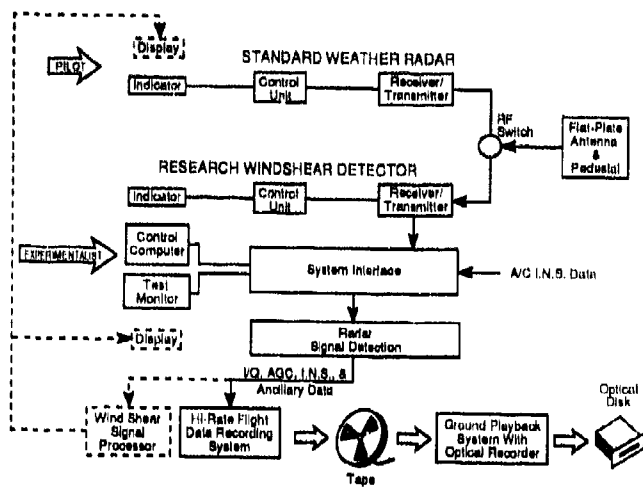 Display
STANDARD WEATHER RADAR
PILOT
Indicator
Control
Unit
Receiver/
Transmitter
RF
Switch
Flat-Plate
Antenna
&
Pedestal
RESEARCH WINDSHEAR DETECTOR
Indicator
Control
Unit
Receiver/
Transmitter
EXPERIMENTALIST
Control
Computer
System Interface
A/C I.N.S. Data
Test
Monitor
Display
Radar
Signal Detection
I/Q, AGC, I.N.S., &
Ancillary Data
Wind Shear
Signal
Processor
Hi-Rate Flight
Data Recording
System
Tape
Ground Playback
System With
Optical Recorder
Optical
Disk